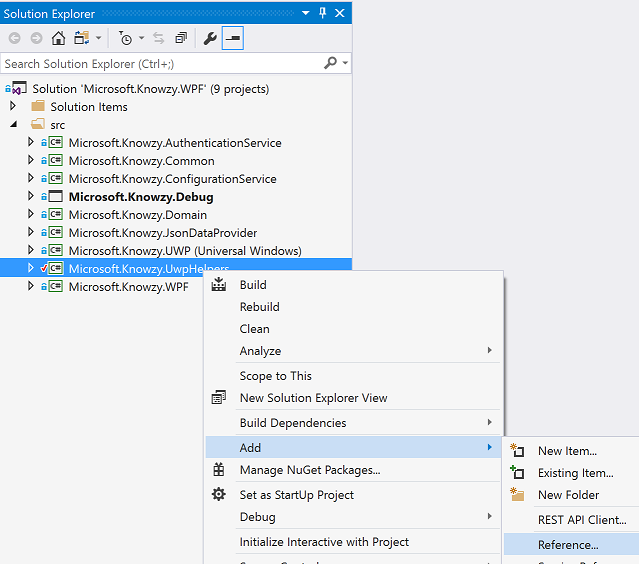 Solution Explorer
Search Solution Explorer (Ctrl+;)
Solution 'Microsoft.Knowzy.WPF' (9 projects)
Solution Items
src
C# Microsoft.Knowzy.AuthenticationService
C# Microsoft.Knowzy.Common
C# Microsoft.Knowzy.ConfigurationService
Microsoft.Knowzy.Debug
C# Microsoft.Knowzy.Domain
C# Microsoft.Knowzy.JsonDataProvider
C# Microsoft.Knowzy.UWP (Universal Windows)
C# Microsoft.Knowzy.UwpHelpers
C# Microsoft.Knowzy.WPF
Build
Rebuild
Clean
Analyze
Scope to This
New Solution Explorer View
Build Dependencies
Add
Manage NuGet Packages...
Set as StartUp Project
Debug
Initialize Interactive with Project
New Item...
Existing Item...
New Folder
REST API Client...
Reference...